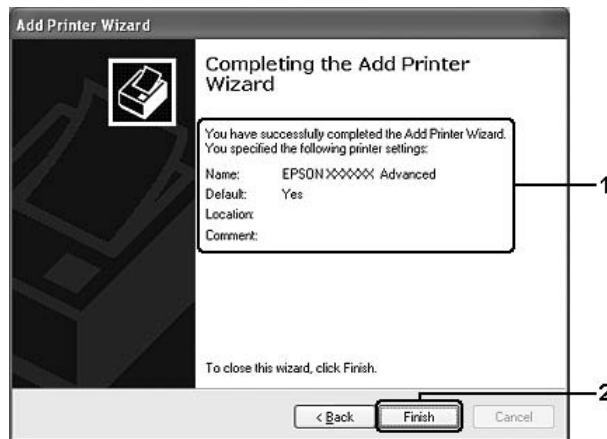 Add Printer Wizard
Completing the Add Printer
Wizard
You have successfully completed the Add Printer Wizard.
You specified the following printer settings:
Name: EPSON XXXXXX Advanced
Default: Yes
Location:
Comment:
1
To close this wizard, click Finish.
2
< Back Finish Cancel